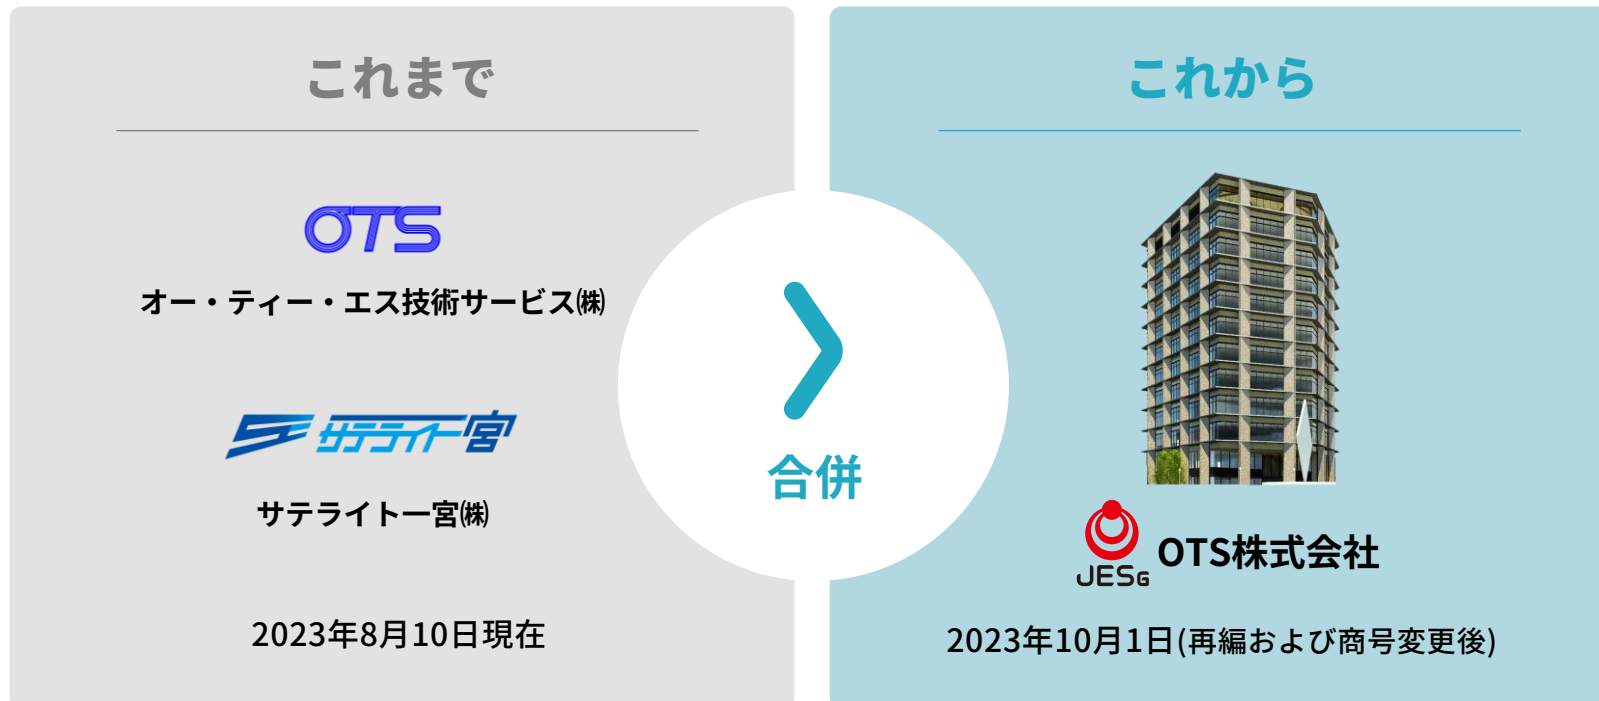 これまで
OTS
オー・ティー・エス技術サービス㈱
サテライト一宮
サテライト一宮㈱
2023年8月10日現在
合併
これから
JESG
OTS株式会社
2023年10月1日(再編および商号変更後)